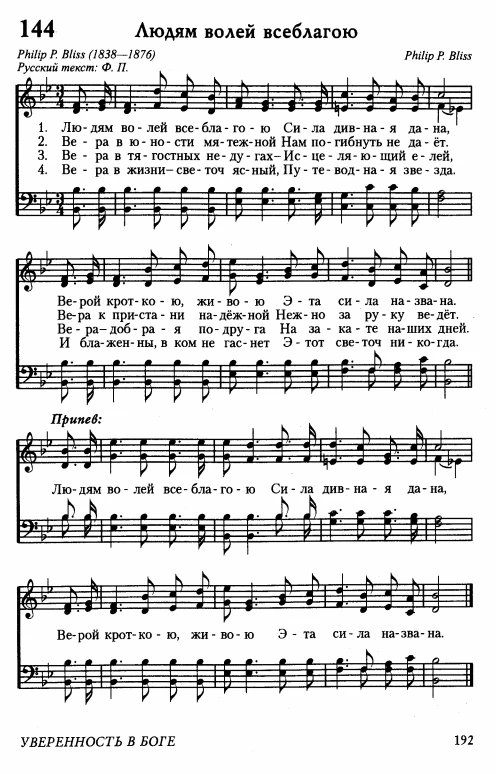 144 Людям волей всеблагою
Philip P. Bliss (1838—1876) Philip P. Bliss
Русский текст: Ф. П.
1. Лю-дям во-лей все-бла-го-ю Си-ла див-на-я да-на,
2. Ве-ра в ю-но-сти мя-теж-ной Нам по-гибнуть не да-ёт.
3. Ве-ра в тя-гостных не-ду-гах-Ис-це-ля-ю-щий е-лей,
4. Ве-ра в жизни-све-точ яс-ный, Пу-те-вод-на-я зве-зда.
Ве-рой крот-ко-ю, жи-во-ю Э-та си-ла на-зва-на.
Ве-ра к при-ста-ни на-дёж-ной Неж-но за ру-ку ве-дёт.
Ве-ра-доб-ра-я по-дру-га На за-ка-те на-ших дней.
И бла-жен-ны, в ком не гас-нет Э-тот све-точ ни-ко-гда.
Припев:
Лю-дям во-лей все-бла-го-ю Си-ла див-на-я да-на,
Ве-рой крот-ко-ю, жи-во-ю Э-та си-ла на-зва-на.
УВЕРЕННОСТЬ В БОГЕ 192